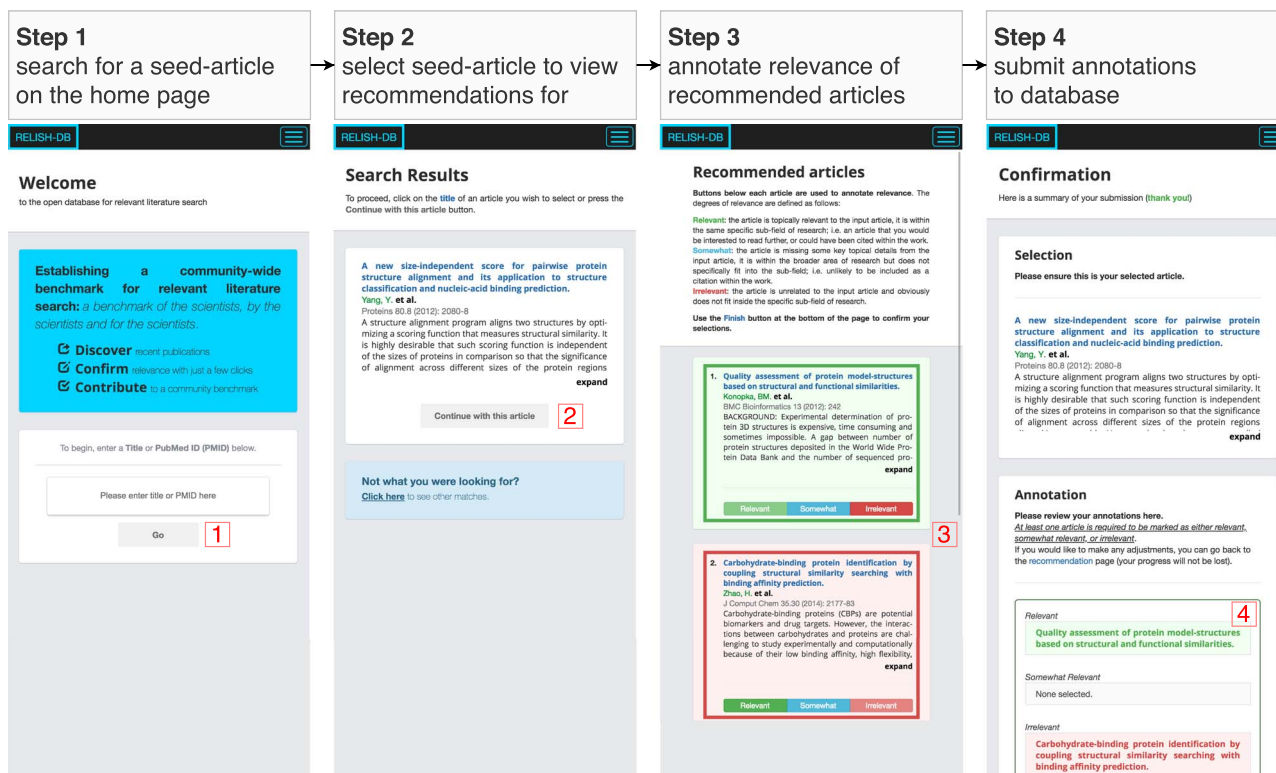 Step 1
search for a seed-article
on the home page
Step 2
select seed-article to view
recommendations for
Step 3
annotate relevance of
recommended articles
Step 4
submit annotations
to database
RELISH-DB
Welcome
to the open database for relevant literature search
Establishing a community-wide
benchmark for relevant literature
search: a benchmark of the scientists, by the
scientists and for the scientists.
Discover recent publications
Confirm relevance with just a few clicks
Contribute to a community benchmark
To begin, enter a Title or PubMed ID (PMID) below.
Please enter title or PMID here
Go
1
RELISH-DB
Search Results
To proceed, click on the title of an article you wish to select or press the
Continue with this article button.
A new size-independent score for pairwise protein
structure alignment and its application to structure
classification and nucleic-acid binding prediction.
Yang, Y. et al.
Proteins 80.8 (2012): 2080-8
A structure alignment program aligns two structures by opti-
mizing a scoring function that measures structural similarity. It
is highly desirable that such scoring function is independent
of the sizes of proteins in comparison so that the significance
of alignment across different sizes of the protein regions
expand
Continue with this article
2
Not what you were looking for?
Click here to see other matches.
RELISH-DB
Recommended articles
Buttons below each article are used to annotate relevance. The
degrees of relevance are defined as follows:
Relevant: the article is topically relevant to the input article, it is within
the same specific sub-field of research; i.e. an article that you would
be interested to read further, or could have been cited within the work.
Somewhat: the article is missing some key topical details from the
input article, it is within the broader area of research but does not
specifically fit into the sub-field; i.e. unlikely to be included as a
citation within the work.
Irrelevant: the article is unrelated to the input article and obviously
does not fit inside the specific sub-field of research.
Use the Finish button at the bottom of the page to confirm your
selections.
1. Quality assessment of protein model-structures
based on structural and functional similarities.
Konopka, BM. et al.
BMC Bioinformatics 13 (2012): 242
BACKGROUND: Experimental determination of pro-
tein 3D structures is expensive, time consuming and
sometimes impossible. A gap between number of
protein structures deposited in the World Wide Pro-
tein Data Bank and the number of sequenced pro-
expand
Relevant Somewhat Irrelevant
3
2. Carbohydrate-binding protein identification by
coupling structural similarity searching with
binding affinity prediction.
Zhao, H. et al.
J Comput Chem 35.30 (2014): 2177-83
Carbohydrate-binding proteins (CBPs) are potential
biomarkers and drug targets. However, the interac-
tions between carbohydrates and proteins are chal-
lenging to study experimentally and computationally
because of their low binding affinity, high flexibility,
expand
Relevant Somewhat Irrelevant
RELISH-DB
Confirmation
Here is a summary of your submission (thank you!)
Selection
Please ensure this is your selected article.
A new size-independent score for pairwise protein
structure alignment and its application to structure
classification and nucleic-acid binding prediction.
Yang, Y. et al.
Proteins 80.8 (2012): 2080-8
A structure alignment program aligns two structures by opti-
mizing a scoring function that measures structural similarity. It
is highly desirable that such scoring function is independent
of the sizes of proteins in comparison so that the significance
of alignment across different sizes of the protein regions
expand
Annotation
Please review your annotations here.
At least one article is required to be marked as either relevant,
somewhat relevant, or irrelevant.
If you would like to make any adjustments, you can go back to
the recommendation page (your progress will not be lost).
4
Relevant
Quality assessment of protein model-structures
based on structural and functional similarities.
Somewhat Relevant
None selected.
Irrelevant
Carbohydrate-binding protein identification by
coupling structural similarity searching with
binding affinity prediction.